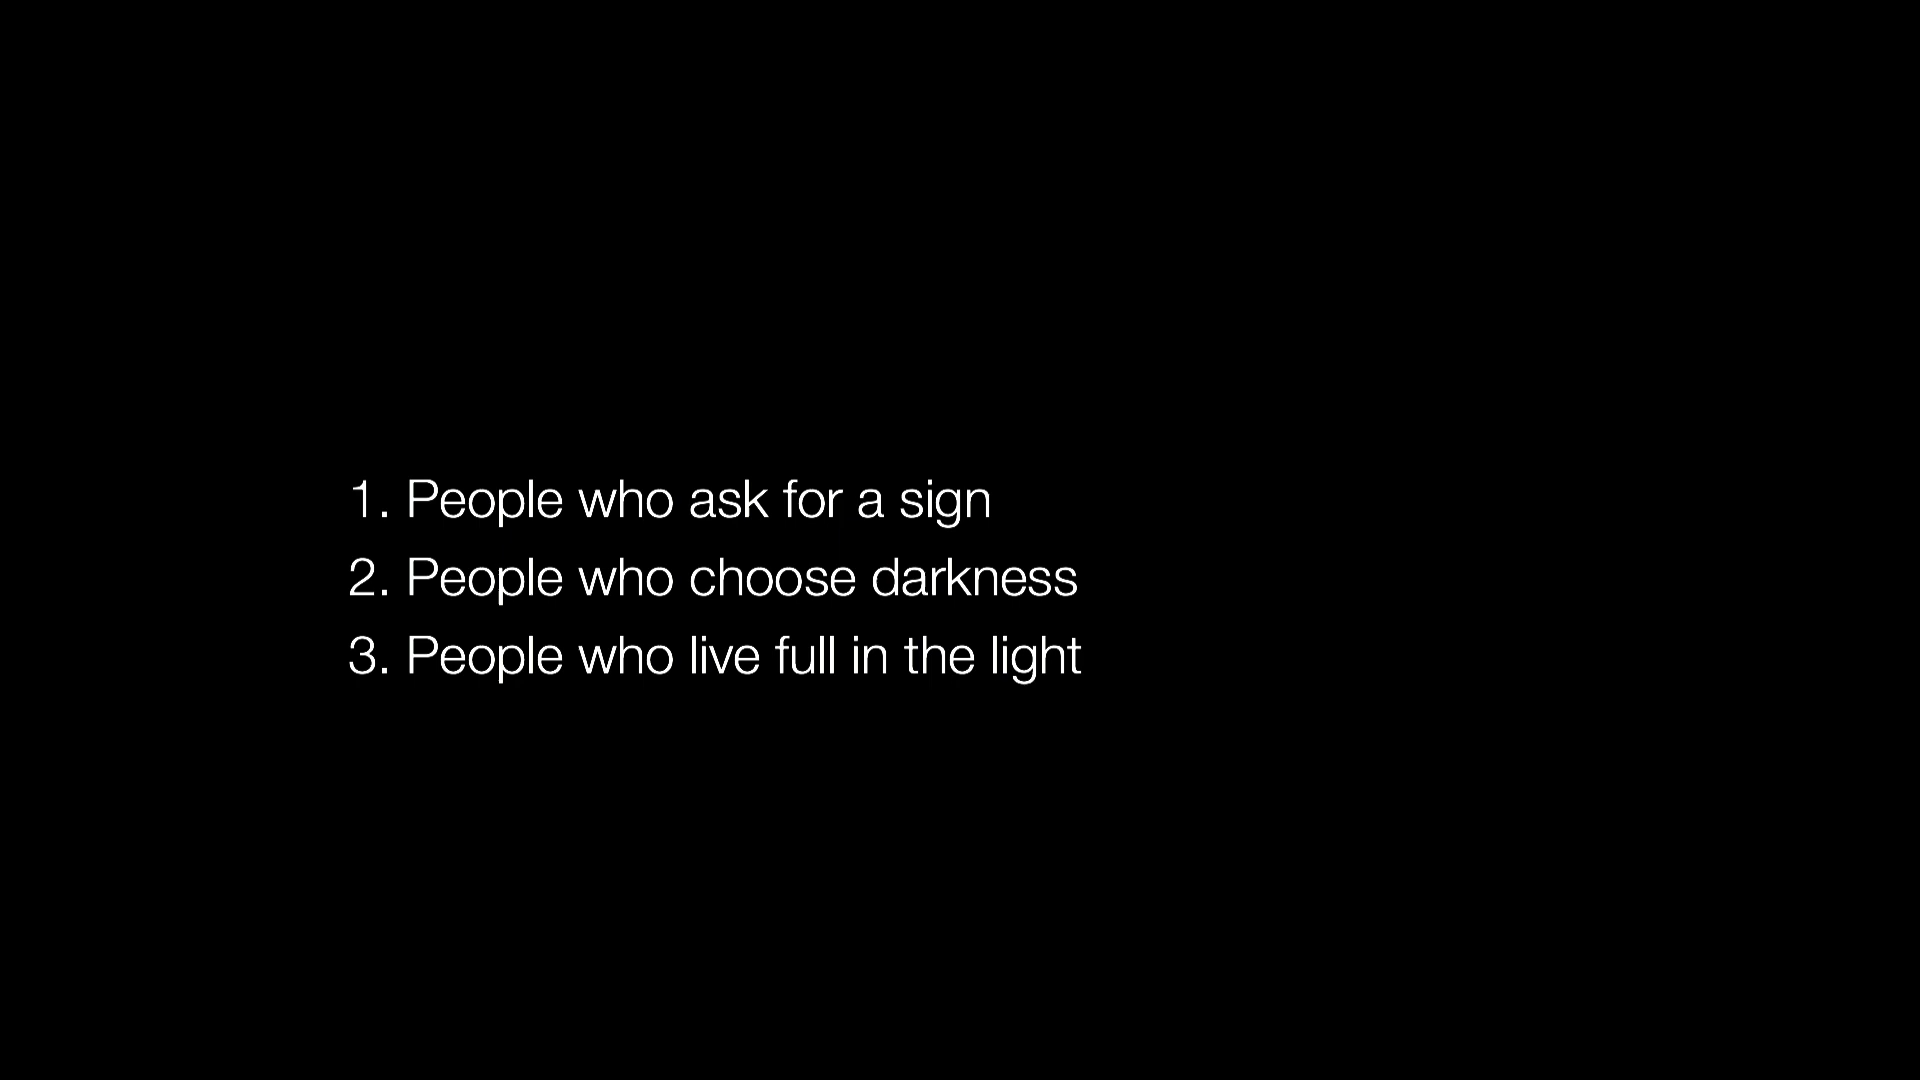 1. People who ask for a sign
2. People who choose darkness
3. People who live full in the light